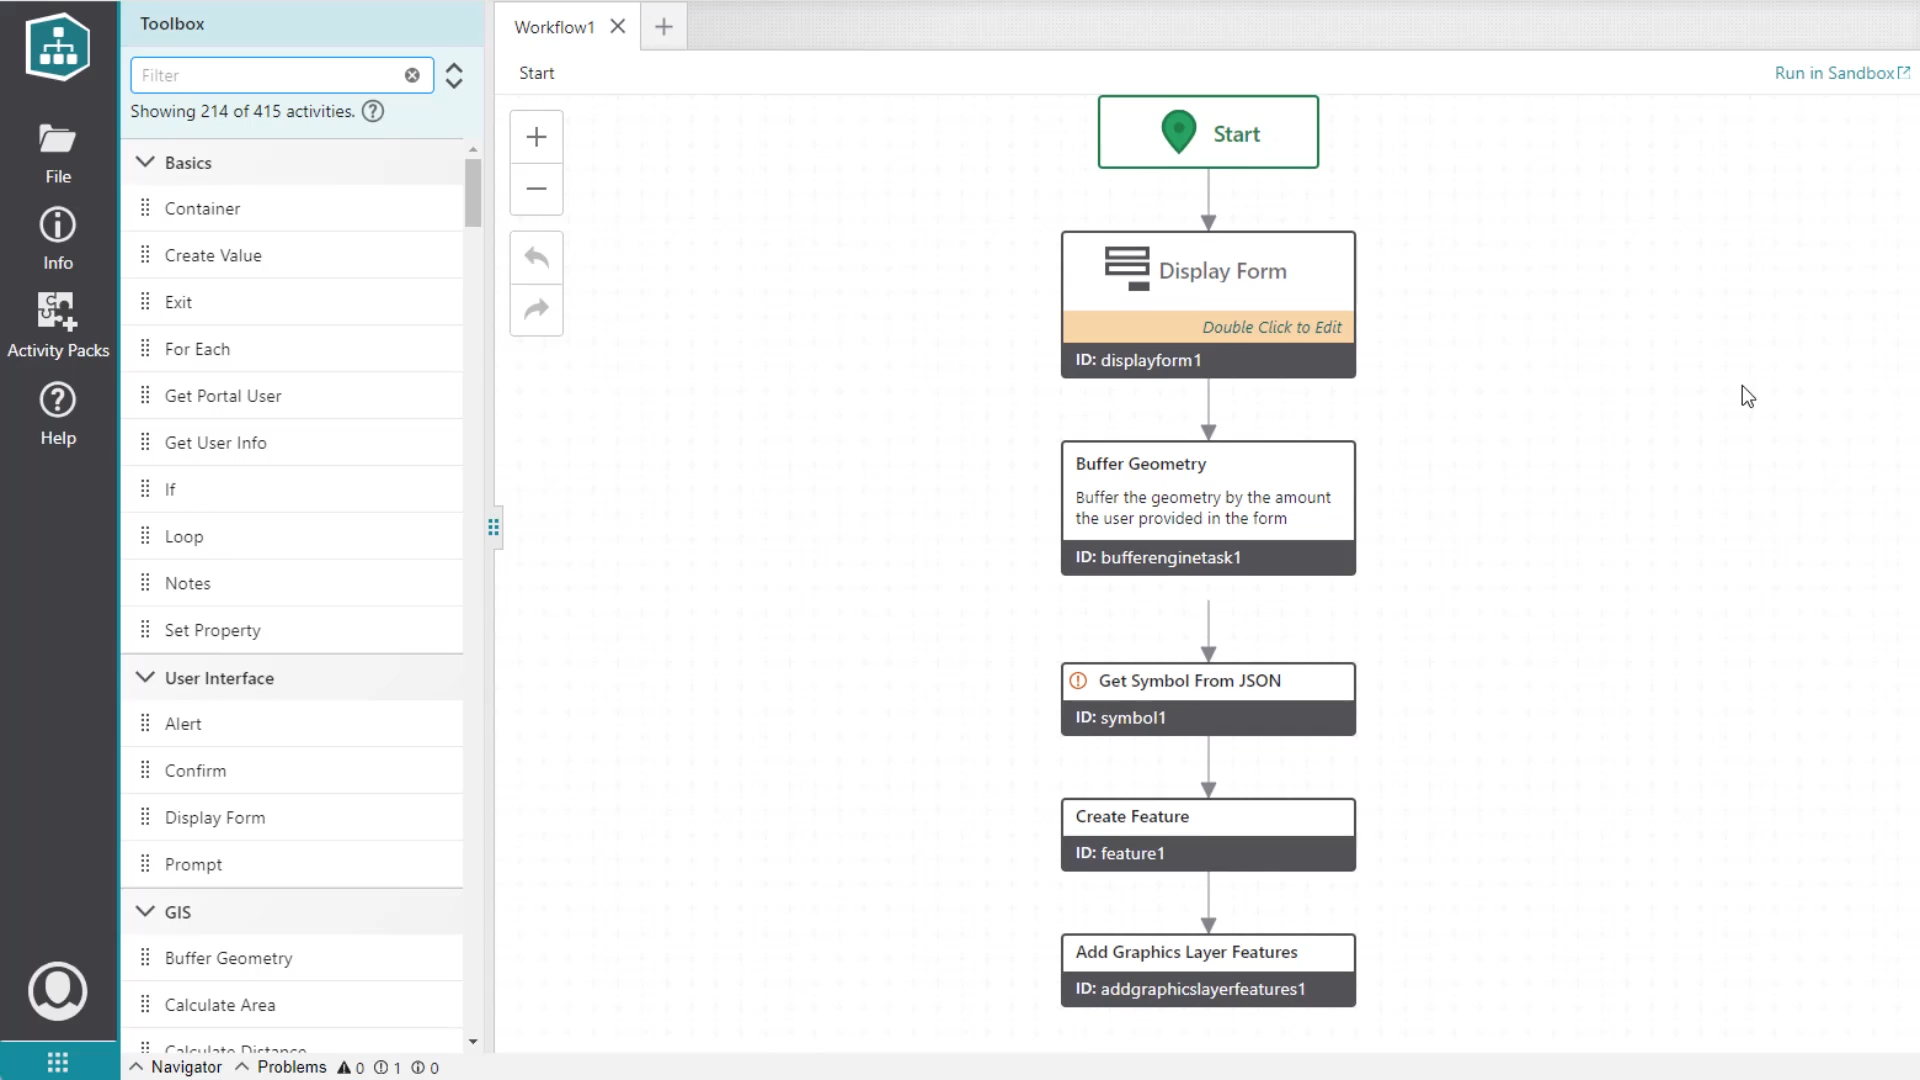 Toolbox
Workflow1
Start
Run in Sandbox
Filter
Showing 214 of 415 activities.
File
Info
Activity Packs
Help
Basics
Container
Create Value
Exit
For Each
Get Portal User
Get User Info
If
Loop
Notes
Set Property
User Interface
Alert
Confirm
Display Form
Prompt
GIS
Buffer Geometry
Calculate Area
Calculate Distance
Navigator
Problems
0
1
0
Start
Display Form
Double Click to Edit
ID: displayform1
Buffer Geometry
Buffer the geometry by the amount
the user provided in the form
ID: bufferenginetask1
Get Symbol From JSON
ID: symbol1
Create Feature
ID: feature1
Add Graphics Layer Features
ID: addgraphicslayerfeatures1